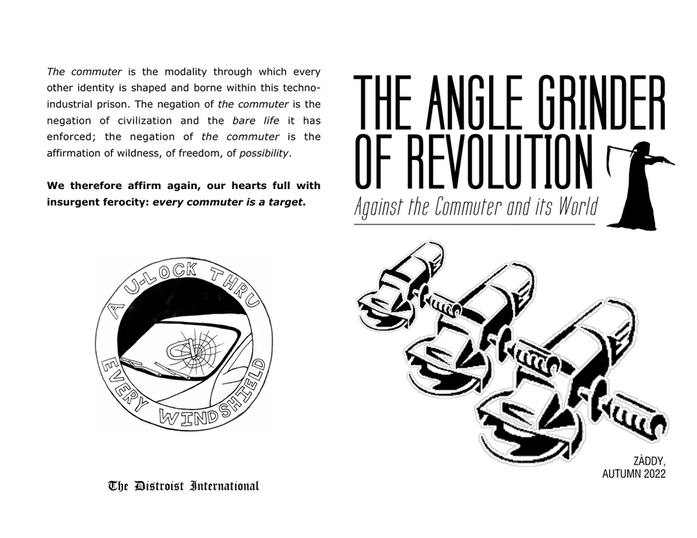 The commuter is the modality through which every
other identity is shaped and borne within this techno-
industrial prison. The negation of the commuter is the
negation of civilization and the bare life it has
enforced; the negation of the commuter is the
affirmation of wildness, of freedom, of possibility.
We therefore affirm again, our hearts full with
insurgent ferocity: every commuter is a target.
A U-LOCK THRU
EVERY WINDSHIELD
The Distroist International
THE ANGLE GRINDER
OF REVOLUTION
Against the Commuter and its World
ZÀDDY,
AUTUMN 2022